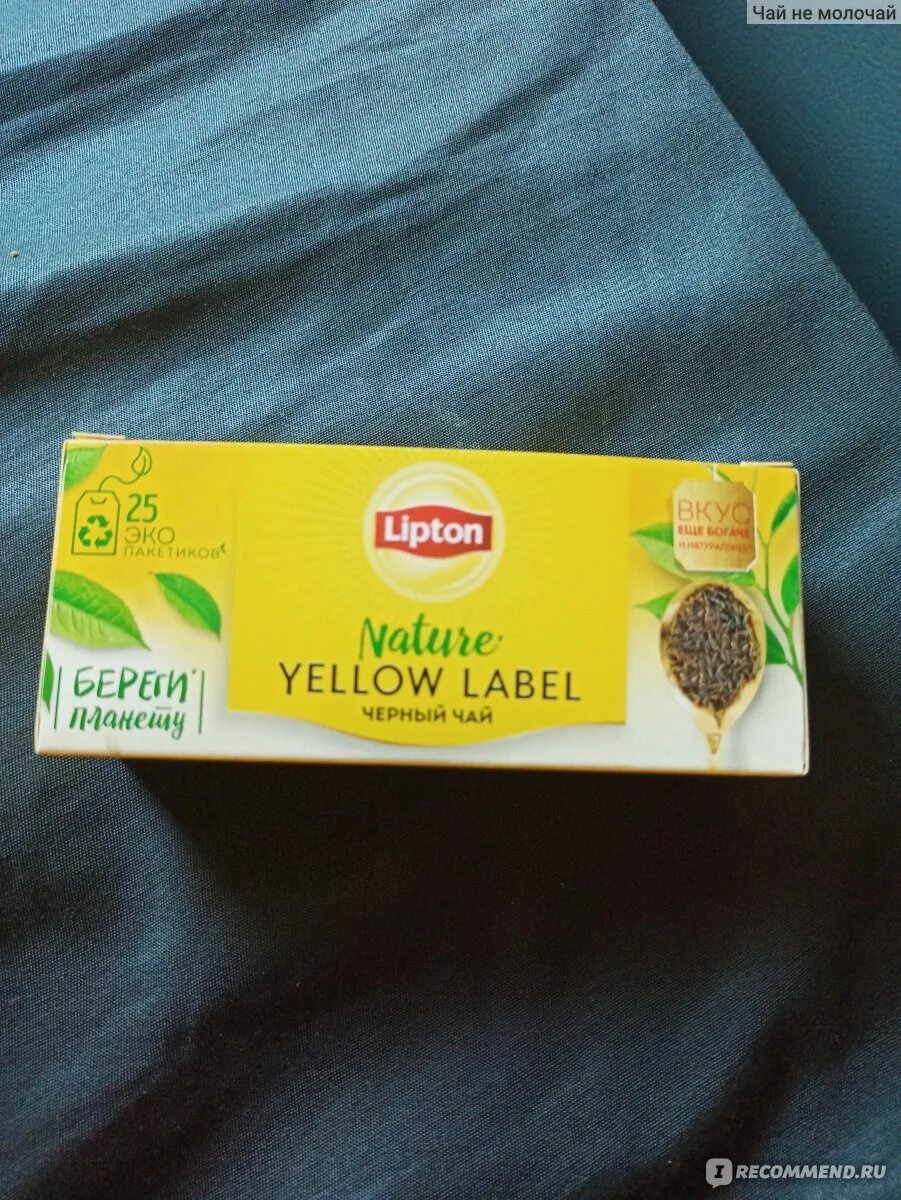 Чай не молочай
25
ЭКО
ПАКЕТИКОВ
Lipton
Nature
YELLOW LABEL
ЧЕРНЫЙ ЧАЙ
БЕРЕГИ*
планету
ВКУС
ЕЩЕ БОГАЧЕ
И НАТУРАЛЬНЕЕ
IRECOMMEND.RU